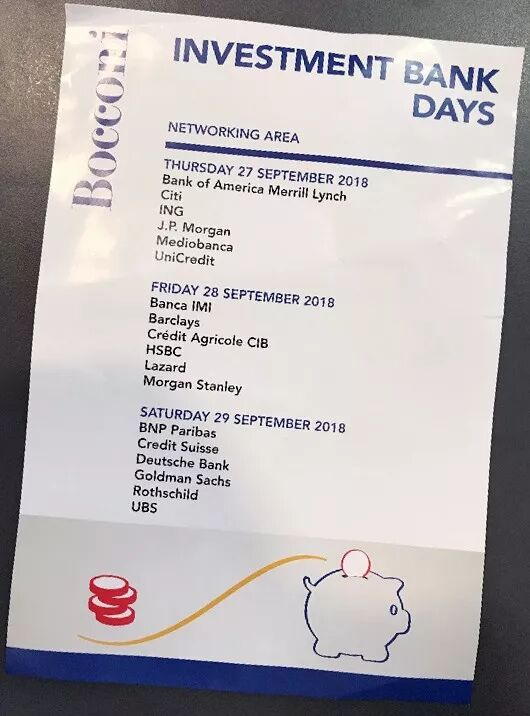 Bocconi
INVESTMENT BANK
DAYS
NETWORKING AREA
THURSDAY 27 SEPTEMBER 2018
Bank of America Merrill Lynch
Citi
ING
J.P. Morgan
Mediobanca
UniCredit
FRIDAY 28 SEPTEMBER 2018
Banca IMI
Barclays
Crédit Agricole CIB
HSBC
Lazard
Morgan Stanley
SATURDAY 29 SEPTEMBER 2018
BNP Paribas
Credit Suisse
Deutsche Bank
Goldman Sachs
Rothschild
UBS